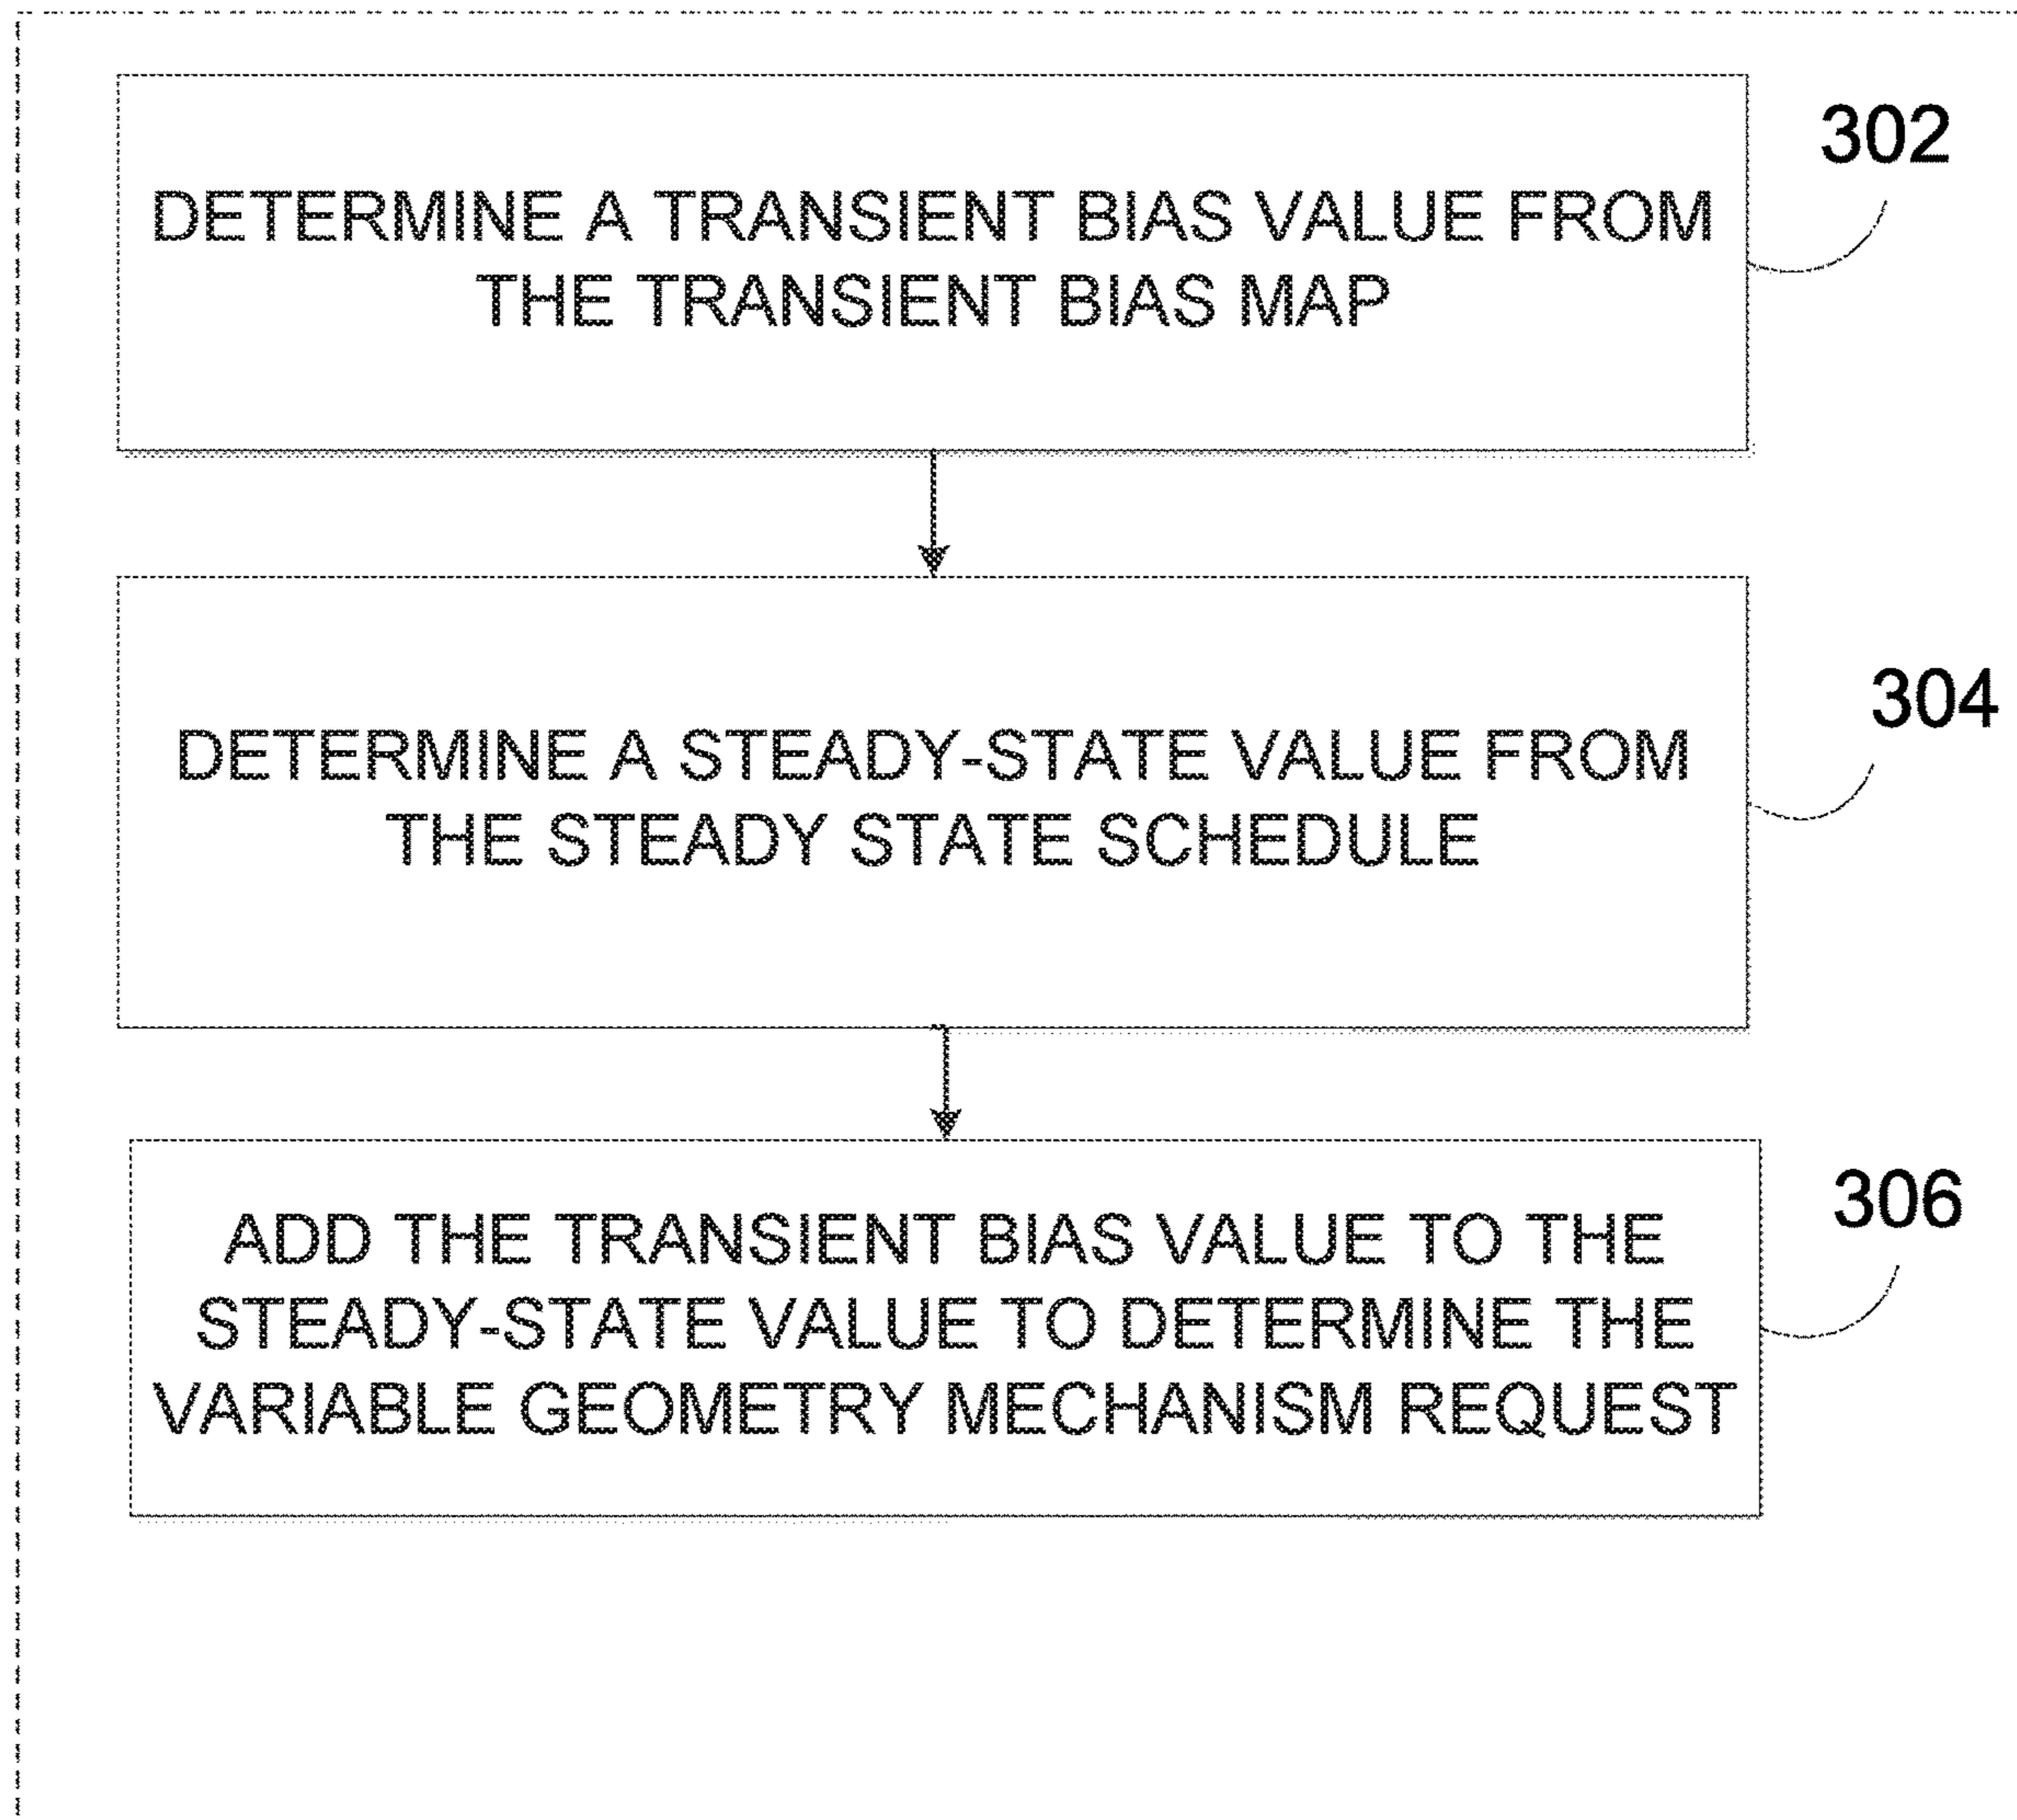 302
DETERMINE A TRANSIENT BIAS VALUE FROM
THE TRANSIENT BIAS MAP
304
DETERMINE A STEADY-STATE VALUE FROM
THE STEADY STATE SCHEDULE
306
ADD THE TRANSIENT BIAS VALUE TO THE
STEADY-STATE VALUE TO DETERMINE THE
VARIABLE GEOMETRY MECHANISM REQUEST